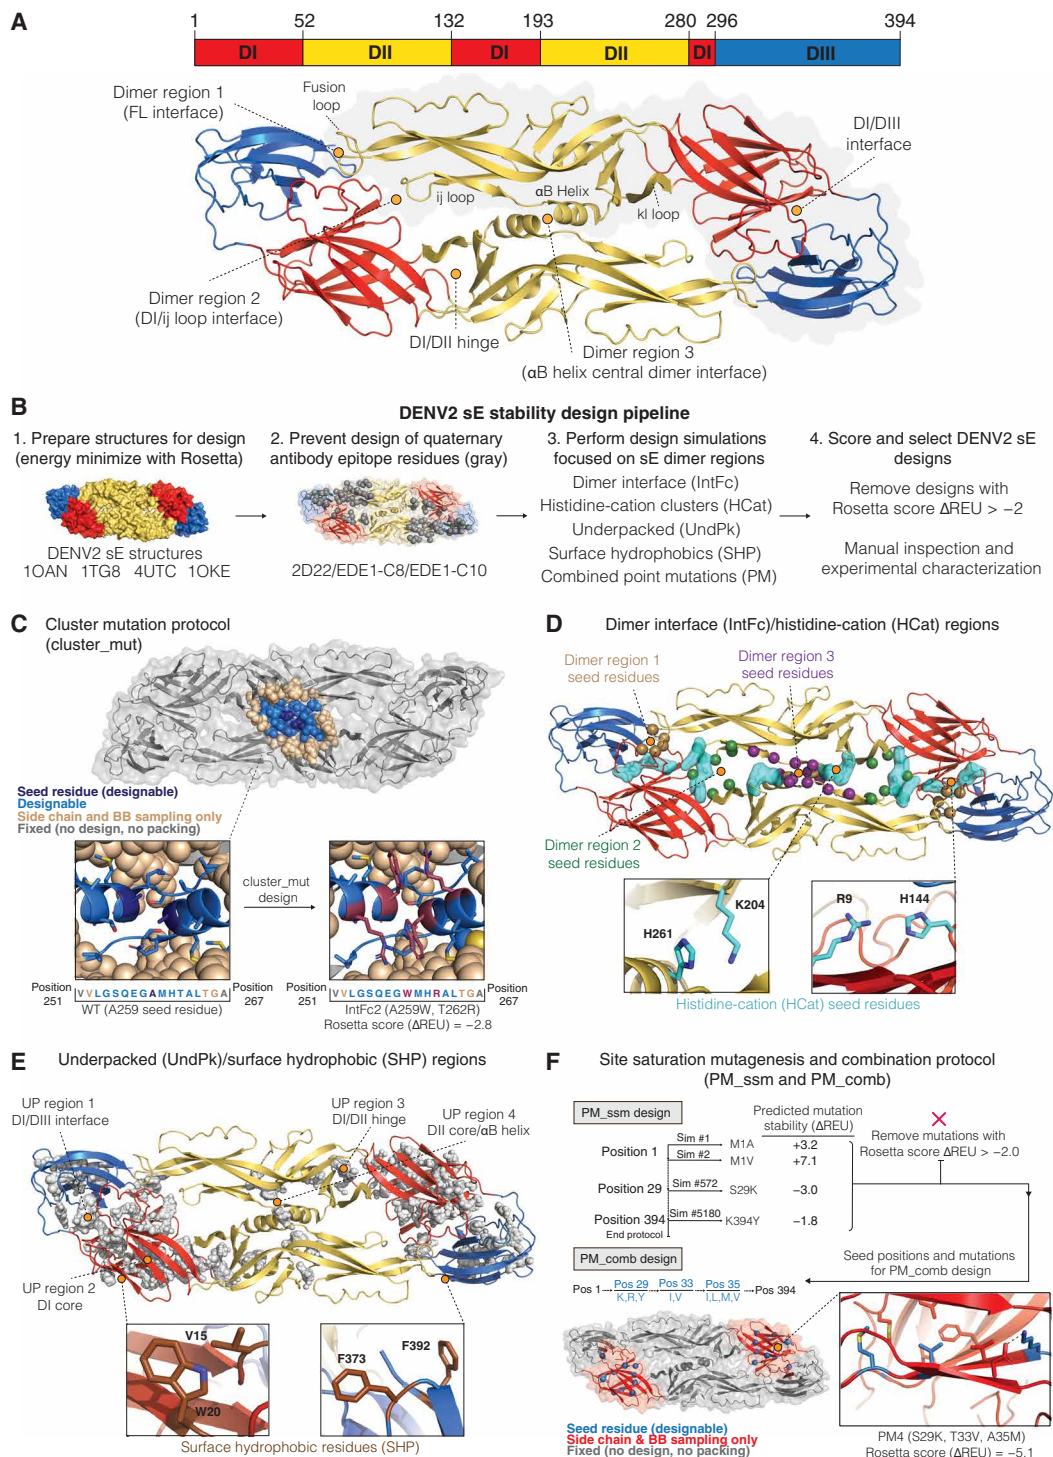 A
1 52 132 193 280 296 394
DI DII DI DII DI DIII
Dimer region 1
(FL interface)
Fusion
loop
DI/DIII
interface
ij loop
αB Helix
kl loop
Dimer region 2
(DI/ij loop interface)
DI/DII hinge
Dimer region 3
(αB helix central dimer interface)
B
DENV2 sE stability design pipeline
1. Prepare structures for design
(energy minimize with Rosetta)
DENV2 sE structures
1OAN 1TG8 4UTC 1OKE
2. Prevent design of quaternary
antibody epitope residues (gray)
2D22/EDE1-C8/EDE1-C10
3. Perform design simulations
focused on sE dimer regions
Dimer interface (IntFc)
Histidine-cation clusters (HCat)
Underpacked (UndPk)
Surface hydrophobics (SHP)
Combined point mutations (PM)
4. Score and select DENV2 sE
designs
Remove designs with
Rosetta score ΔREU > −2
Manual inspection and
experimental characterization
C
Cluster mutation protocol
(cluster_mut)
Seed residue (designable)
Designable
Side chain and BB sampling only
Fixed (no design, no packing)
cluster_mut
design
Position
251
VVLGSQEGAMHTALTGA
Position
267
WT (A259 seed residue)
Position
251
VVLGSQEGWMHRALTGA
Position
267
IntFc2 (A259W, T262R)
Rosetta score (ΔREU) = −2.8
D
Dimer interface (IntFc)/histidine-cation (HCat) regions
Dimer region 1
seed residues
Dimer region 3
seed residues
Dimer region 2
seed residues
K204
H261
R9
H144
Histidine-cation (HCat) seed residues
E
Underpacked (UndPk)/surface hydrophobic (SHP) regions
UP region 1
DI/DIII interface
UP region 3
DI/DII hinge
UP region 4
DII core/αB helix
UP region 2
DI core
V15
W20
F373
F392
Surface hydrophobic residues (SHP)
F
Site saturation mutagenesis and combination protocol
(PM_ssm and PM_comb)
PM_ssm design
Predicted mutation
stability (ΔREU)
Position 1
Sim #1
M1A
+3.2
Sim #2
M1V
+7.1
Position 29
Sim #572
S29K
−3.0
Position 394
Sim #5180
K394Y
−1.8
End protocol
Remove mutations with
Rosetta score ΔREU > −2.0
PM_comb design
Seed positions and mutations
for PM_comb design
Pos 1 Pos 29 Pos 33 Pos 35 Pos 394
K,R,Y I,V I,L,M,V
Seed residue (designable)
Side chain & BB sampling only
Fixed (no design, no packing)
PM4 (S29K, T33V, A35M)
Rosetta score (ΔREU) = −5.1